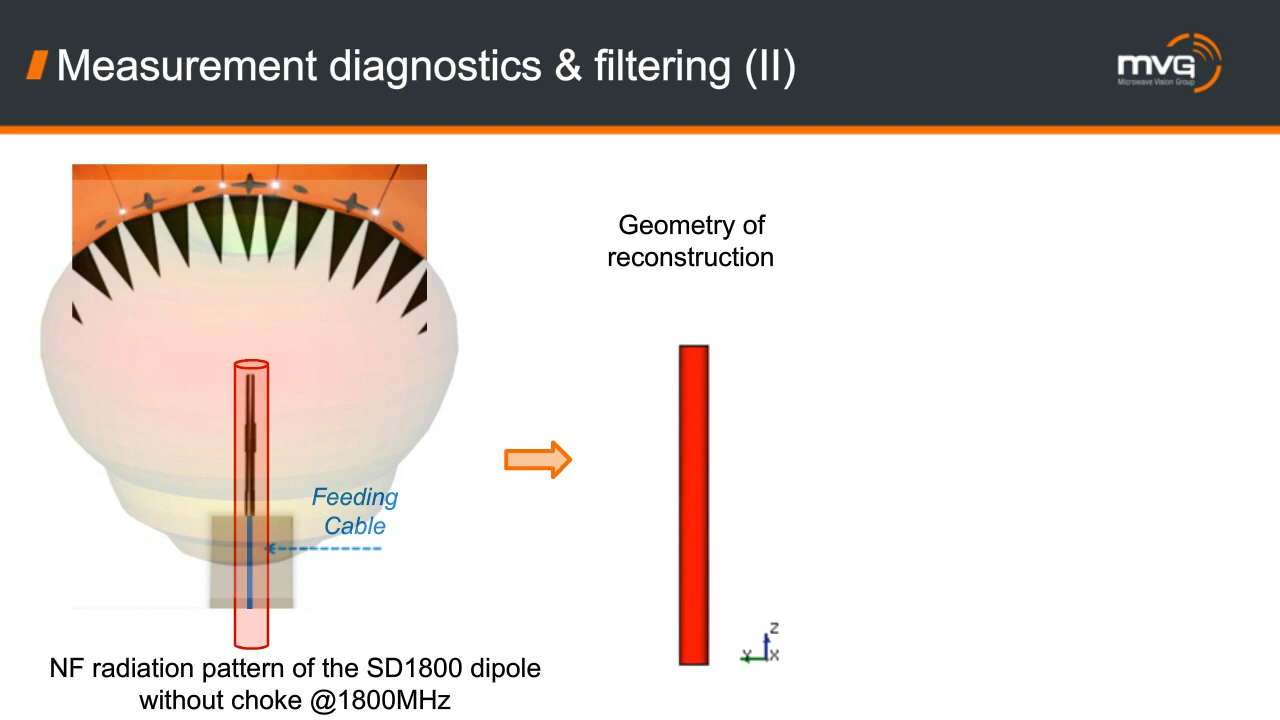 Measurement diagnostics & filtering (II)
mvg
Microwave Vision Group
Geometry of
reconstruction
Feeding
Cable
Z
Y
X
NF radiation pattern of the SD1800 dipole
without choke @1800MHz